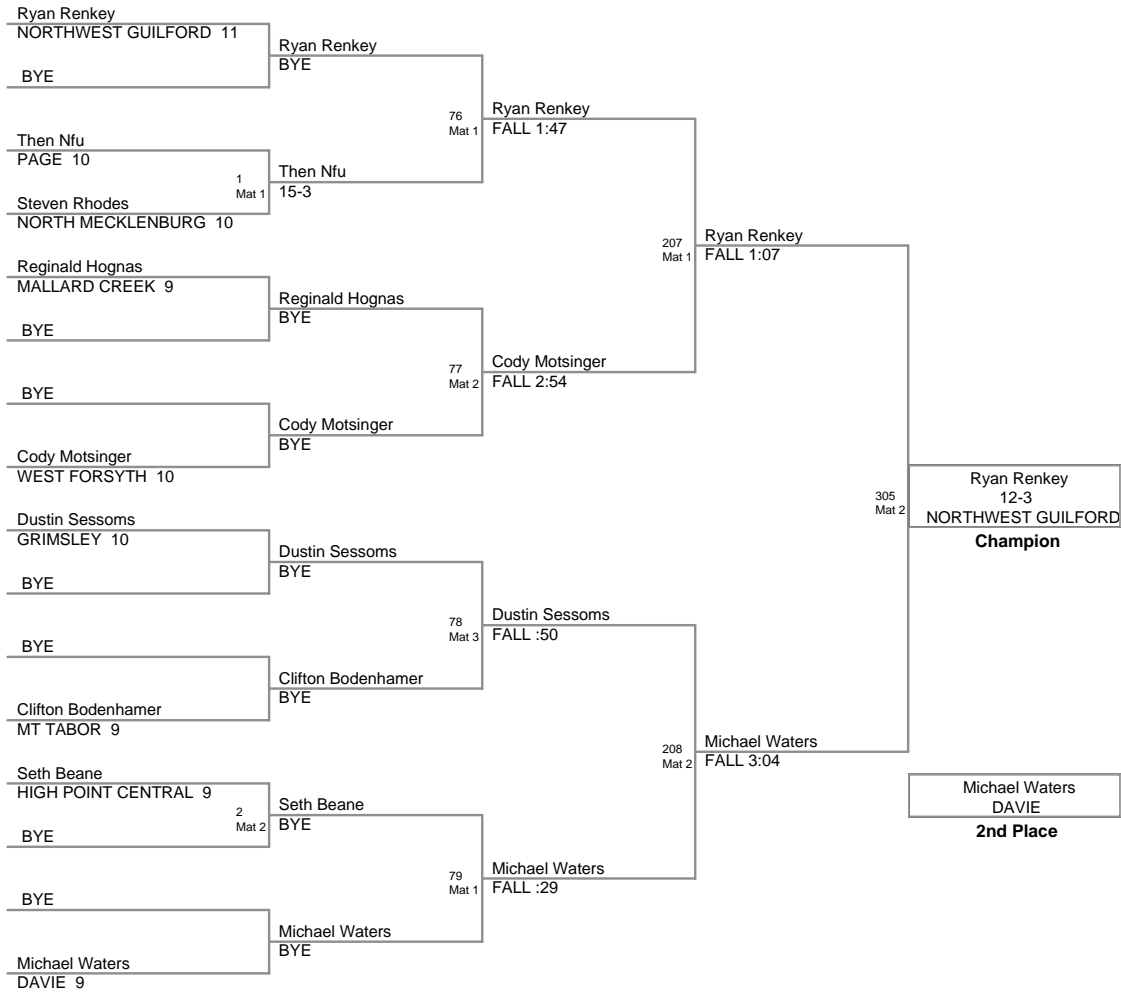 Ryan Renkey
NORTHWEST GUILFORD 11
BYE
Then Nfu
PAGE 10
1
Mat 1
Steven Rhodes
NORTH MECKLENBURG 10
Reginald Hognas
MALLARD CREEK 9
BYE
BYE
Cody Motsinger
WEST FORSYTH 10
Dustin Sessoms
GRIMSLEY 10
BYE
BYE
Clifton Bodenhamer
MT TABOR 9
Seth Beane
HIGH POINT CENTRAL 9
2
Mat 2
BYE
BYE
Michael Waters
DAVIE 9
Ryan Renkey
BYE
76
Mat 1
Then Nfu
15-3
Reginald Hognas
BYE
77
Mat 2
Cody Motsinger
BYE
Dustin Sessoms
BYE
78
Mat 3
Clifton Bodenhamer
BYE
Seth Beane
BYE
79
Mat 1
Michael Waters
BYE
Ryan Renkey
FALL 1:47
207
Mat 1
Cody Motsinger
FALL 2:54
Dustin Sessoms
FALL :50
208
Mat 2
Michael Waters
FALL :29
Ryan Renkey
FALL 1:07
305
Mat 2
Michael Waters
FALL 3:04
Ryan Renkey
12-3
NORTHWEST GUILFORD
Champion
Michael Waters
DAVIE
2nd Place